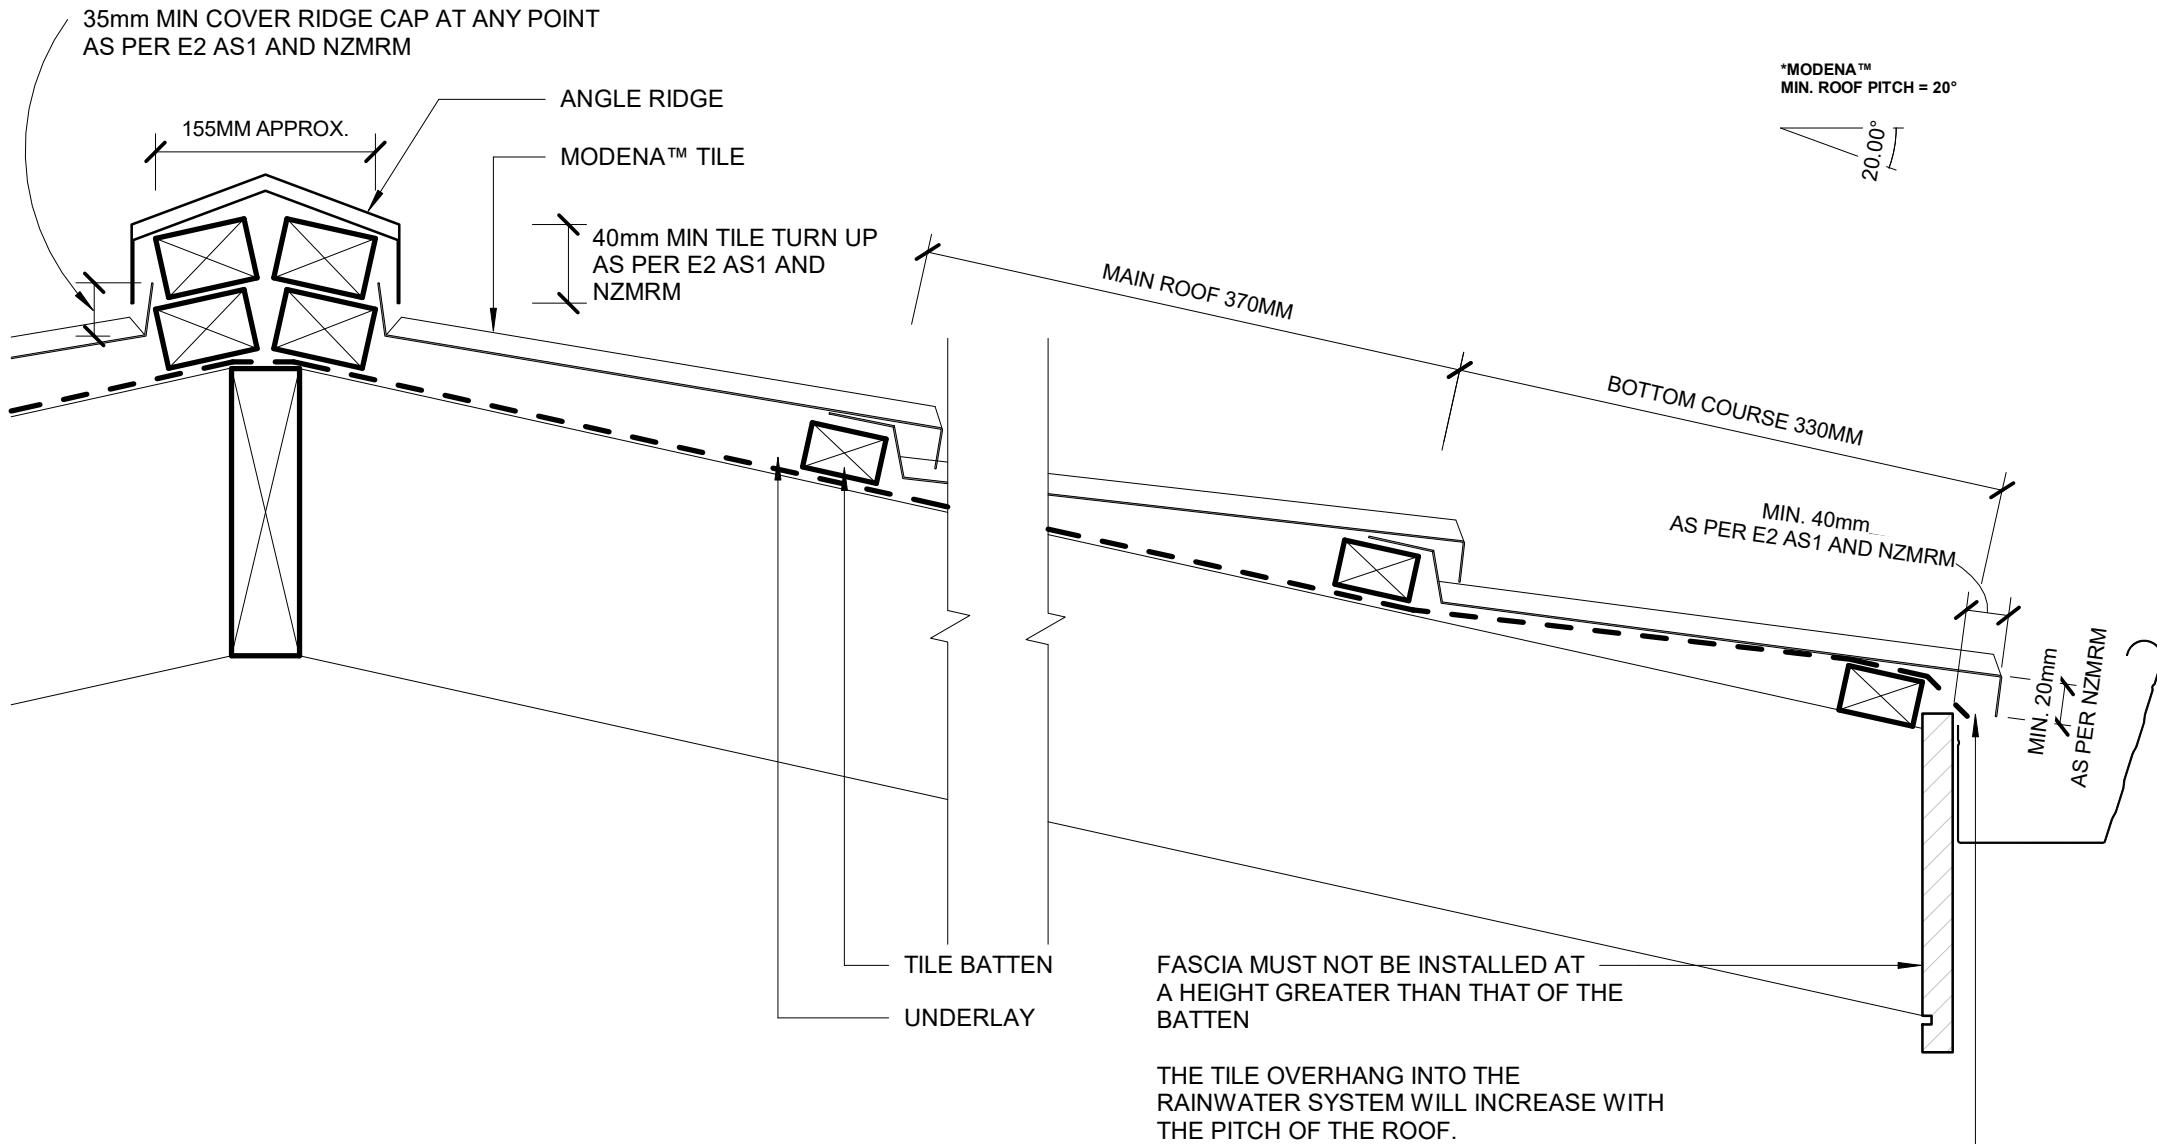 35mm MIN COVER RIDGE CAP AT ANY POINT
AS PER E2 AS1 AND NZMRM
ANGLE RIDGE
155MM APPROX.
MODENA™ TILE
40mm MIN TILE TURN UP
AS PER E2 AS1 AND
NZMRM
*MODENA™
MIN. ROOF PITCH = 20°
20.00°
MAIN ROOF 370MM
BOTTOM COURSE 330MM
MIN. 40mm
AS PER E2 AS1 AND NZMRM
MIN. 20mm
AS PER NZMRM
TILE BATTEN
UNDERLAY
FASCIA MUST NOT BE INSTALLED AT
A HEIGHT GREATER THAN THAT OF THE
BATTEN
THE TILE OVERHANG INTO THE
RAINWATER SYSTEM WILL INCREASE WITH
THE PITCH OF THE ROOF.